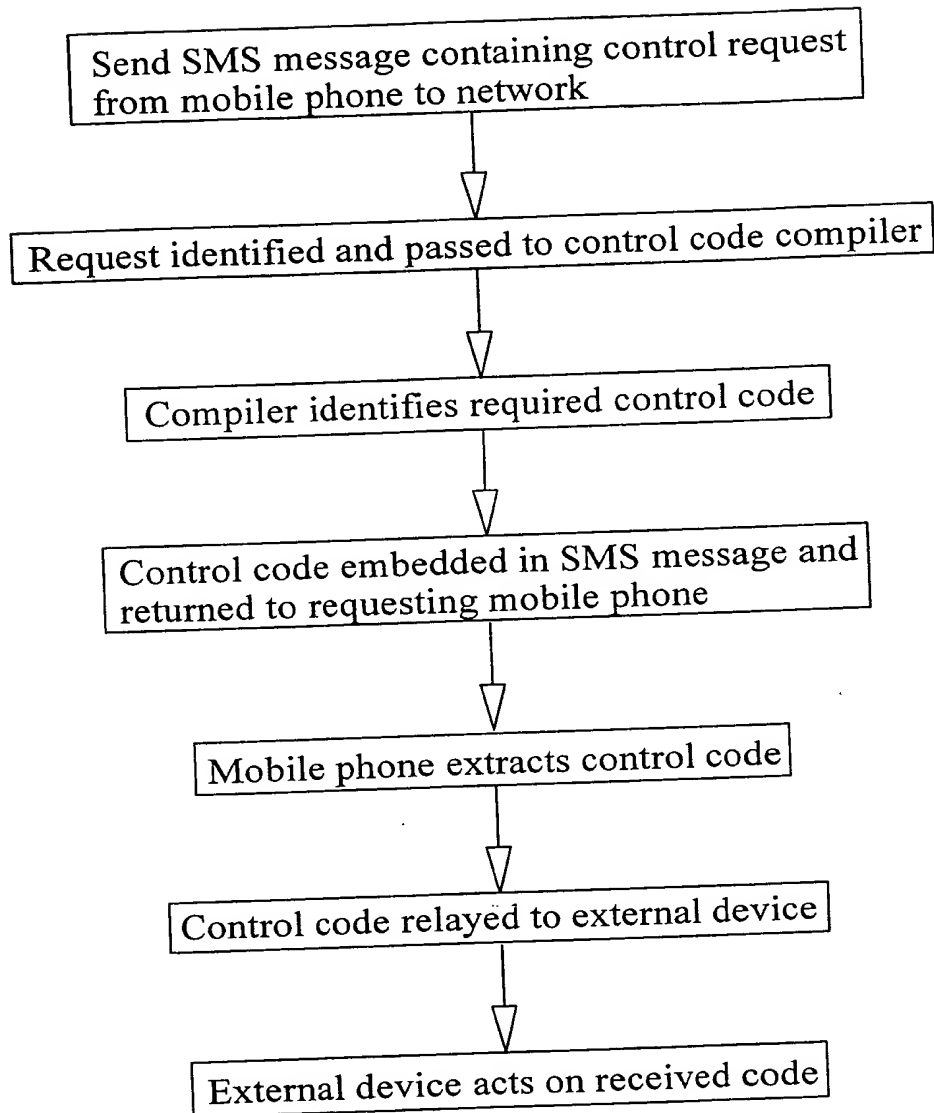 Send SMS message containing control request
from mobile phone to network
Request identified and passed to control code compiler
Compiler identifies required control code
Control code embedded in SMS message and
returned to requesting mobile phone
Mobile phone extracts control code
Control code relayed to external device
External device acts on received code